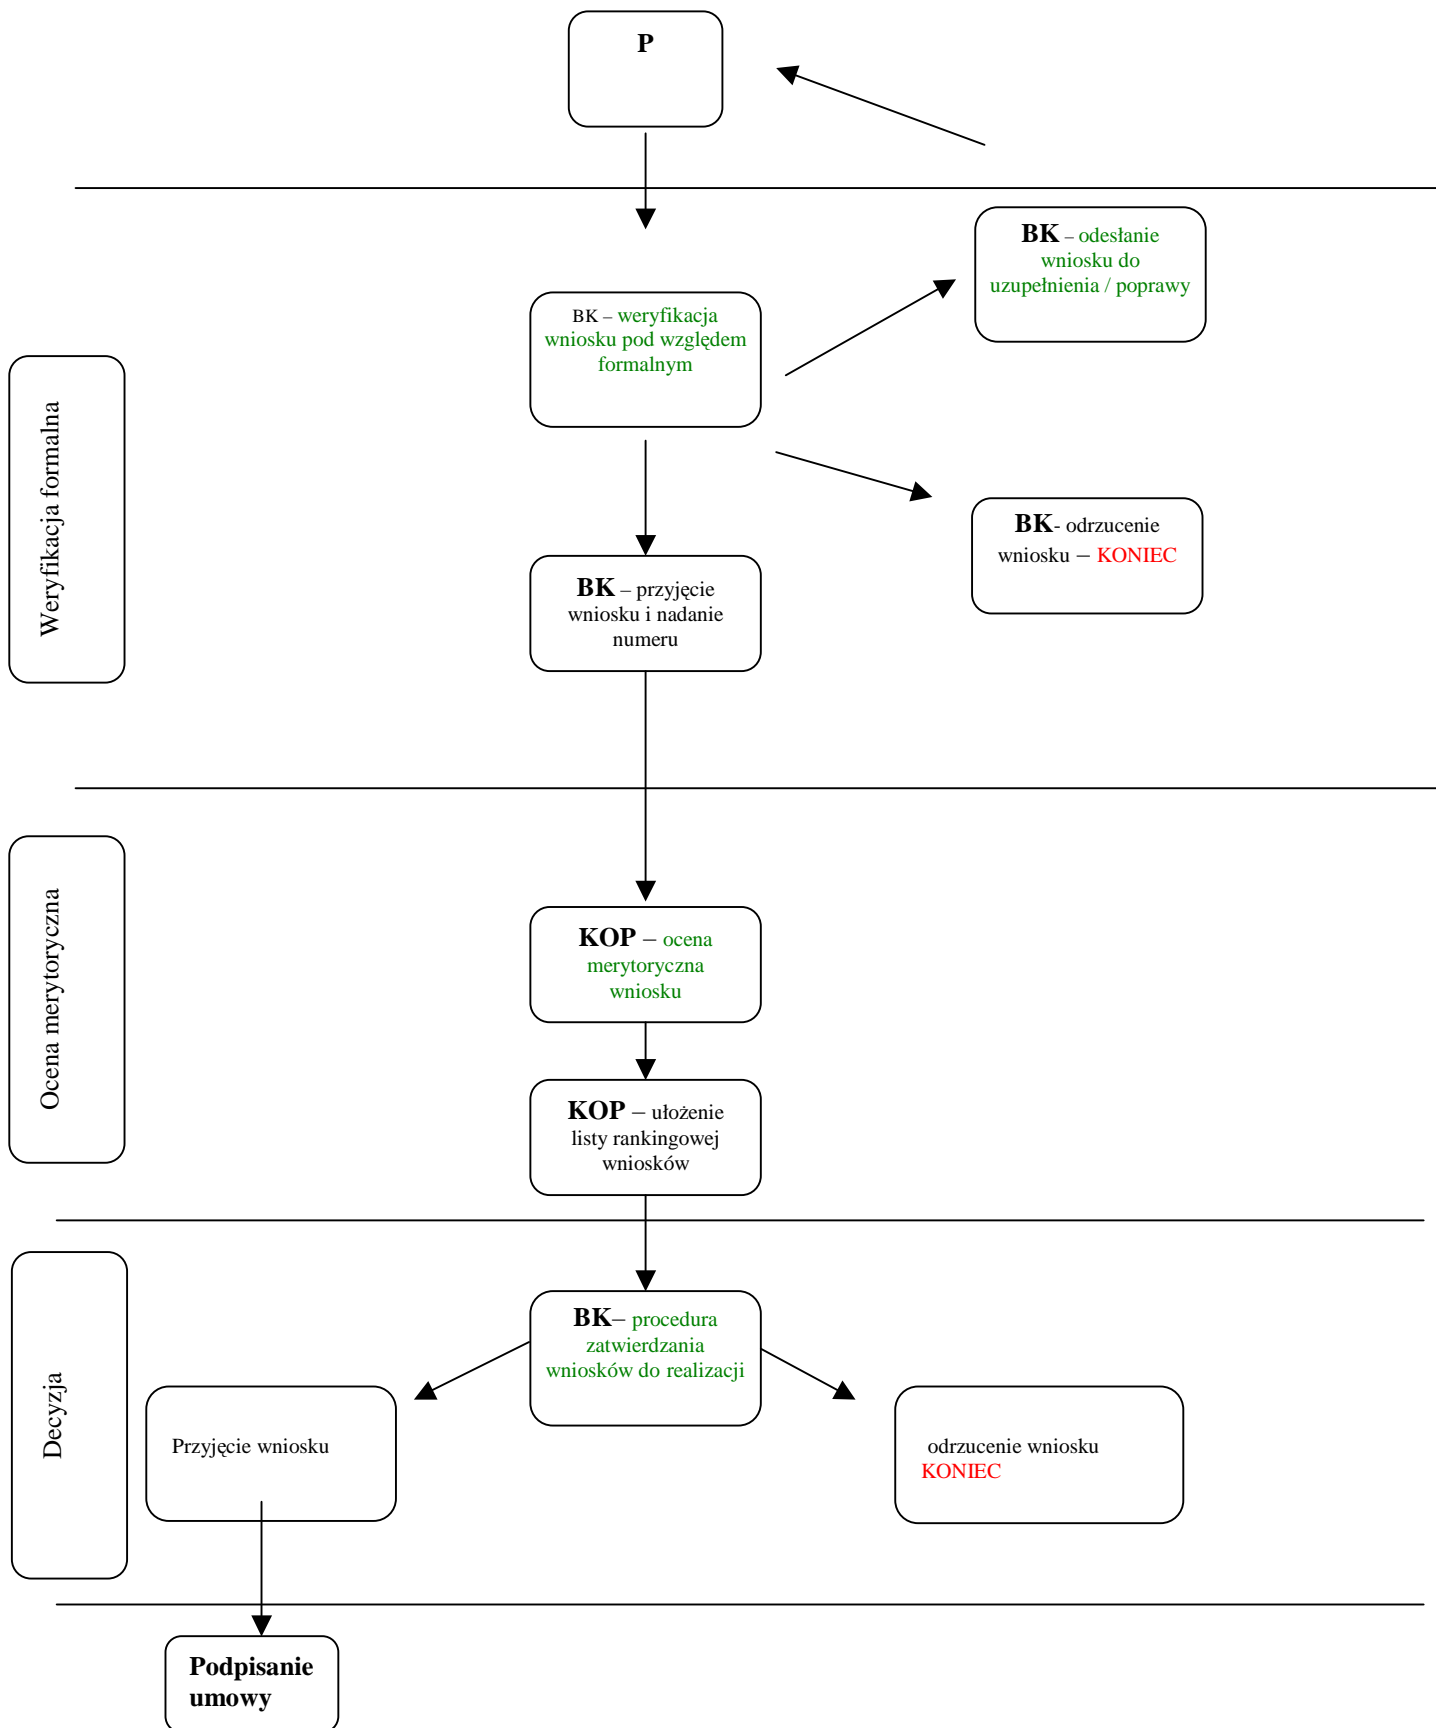 P
BK – odesłanie
wniosku do
uzupełnienia / poprawy
BK – weryfikacja
wniosku pod względem
formalnym
Weryfikacja formalna
BK- odrzucenie
wniosku – KONIEC
BK – przyjęcie
wniosku i nadanie
numeru
Ocena merytoryczna
KOP – ocena
merytoryczna
wniosku
KOP – ułożenie
listy rankingowej
wniosków
Decyzja
BK– procedura
zatwierdzania
wniosków do realizacji
Przyjęcie wniosku
odrzucenie wniosku
KONIEC
Podpisanie
umowy